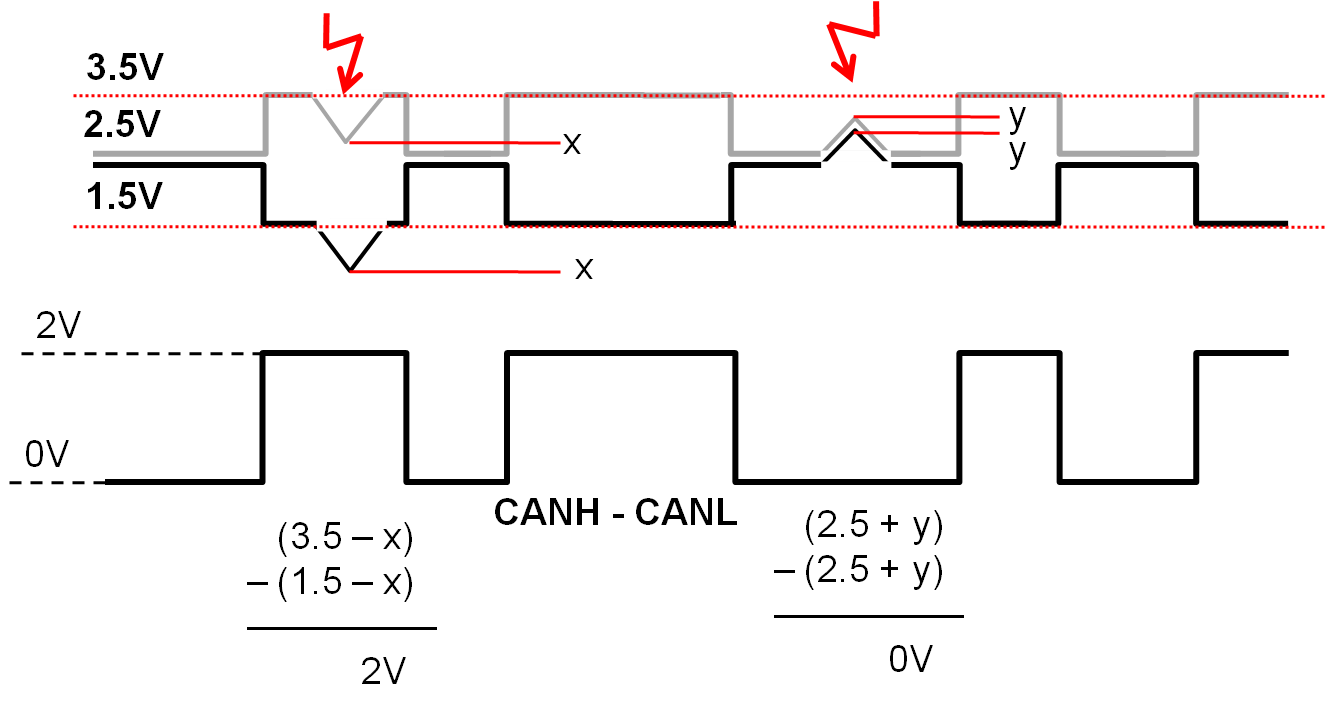 3.5V
2.5V
1.5V
y
x
y
x
2V
0V
CANH - CANL
(3.5 – x)
– (1.5 – x)
2V
(2.5 + y)
– (2.5 + y)
0V